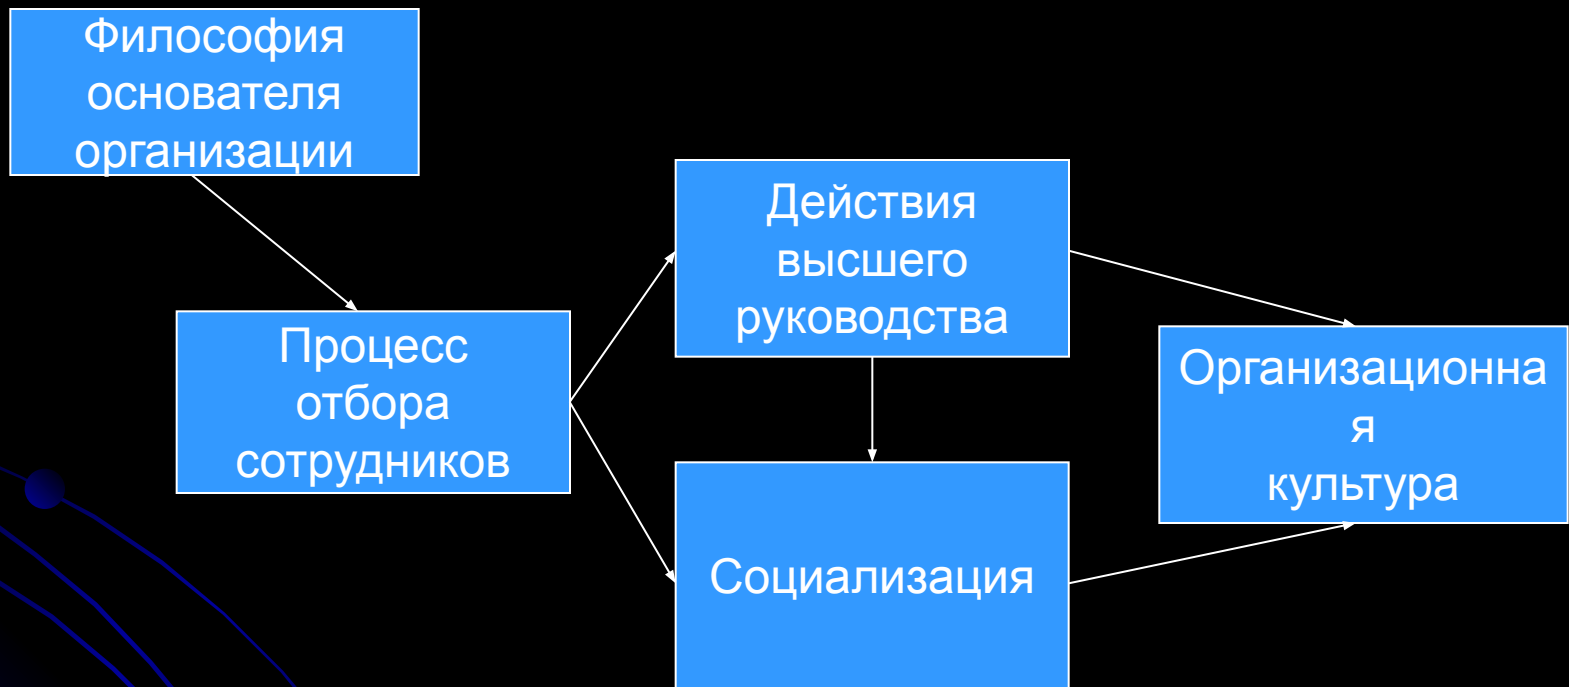 Философия
основателя
организации
Процесс
отбора
сотрудников
Действия
высшего
руководства
Социализация
Организационна
я
культура